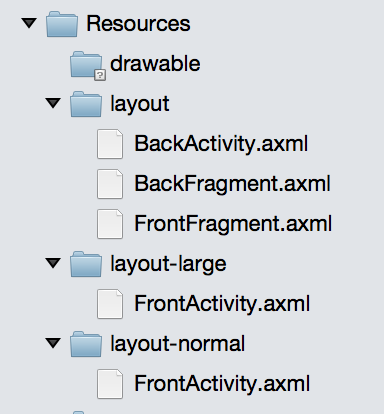 Resources
drawable
layout
BackActivity.axml
BackFragment.axml
FrontFragment.axml
layout-large
FrontActivity.axml
layout-normal
FrontActivity.axml